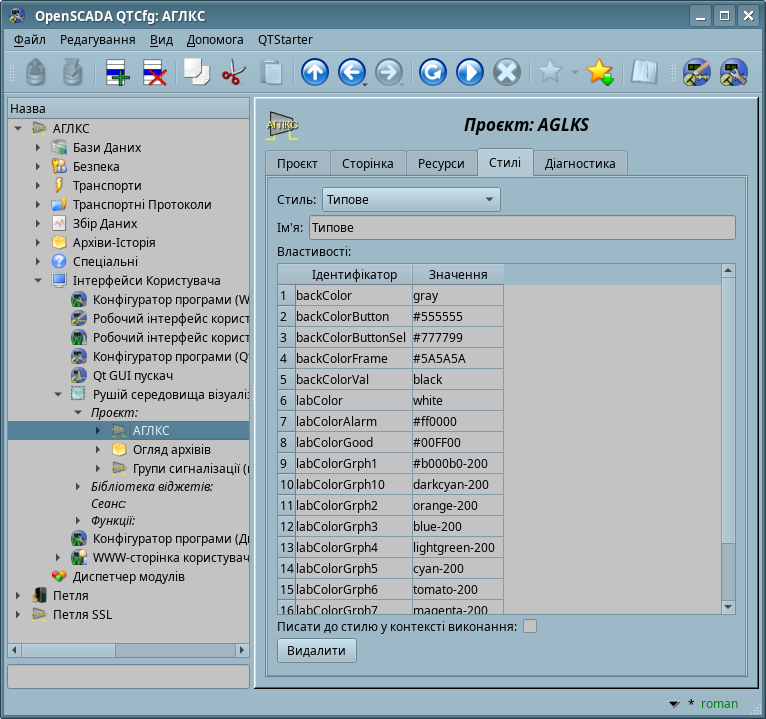 OpenSCADA QTCfg: АГЛКС
Файл Редагування Вид Допомога QTStarter
Назва
АГЛКС
Бази Даних
Безпека
Транспорти
Транспортні Протоколи
Збір Даних
Архіви-Історія
Спеціальні
Інтерфейси Користувача
Конфігуратор програми (W
Робочий інтерфейс корист
Робочий інтерфейс корист
Конфігуратор програми (Qt
Qt GUI пускач
Рушій середовища візуаліз
Проєкт:
АГЛКС
Огляд архівів
Групи сигналізації (
Бібліотека віджетів:
Сеанс:
Функції:
Конфігуратор програми (Ди
WWW-сторінка користувач
Диспетчер модулів
Петля
Петля SSL
АГЛКС
Проєкт: AGLKS
Проєкт Сторінка Ресурси Стилі Діагностика
Стиль: Типове
Ім'я: Типове
Властивості:
Ідентифікатор Значення
1 backColor gray
2 backColorButton #555555
3 backColorButtonSel #777799
4 backColorFrame #5A5A5A
5 backColorVal black
6 labColor white
7 labColorAlarm #ff0000
8 labColorGood #00FF00
9 labColorGrph1 #b000b0-200
10 labColorGrph10 darkcyan-200
11 labColorGrph2 orange-200
12 labColorGrph3 blue-200
13 labColorGrph4 lightgreen-200
14 labColorGrph5 cyan-200
15 labColorGrph6 tomato-200
16 labColorGrph7 magenta-200
Писати до стилю у контексті виконання:
Видалити
* roman